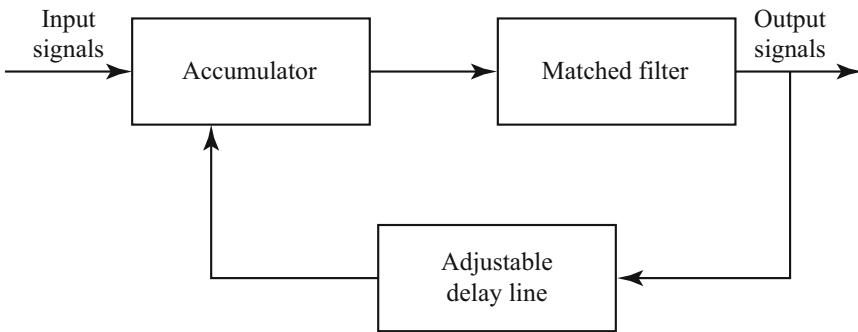 Input
signals
Accumulator
Matched filter
Output
signals
Adjustable
delay line